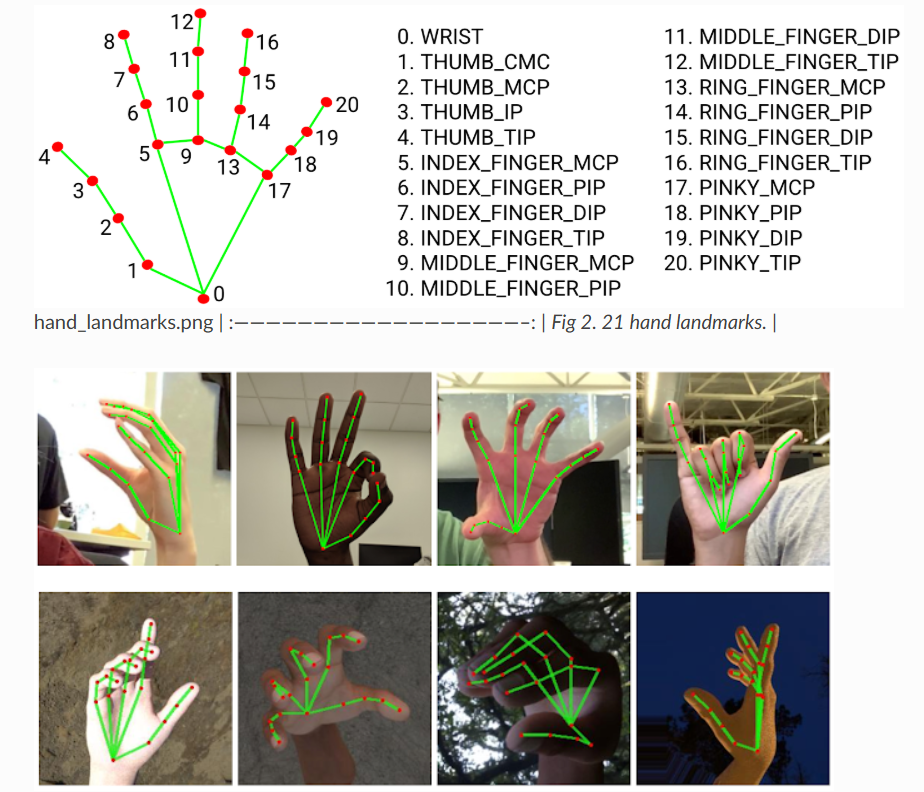 12
8
16
11
7
15
20
6
10
14
19
4
5
9
18
3
13
17
2
1
0
0. WRIST
1. THUMB_CMC
2. THUMB_MCP
3. THUMB_IP
4. THUMB_TIP
5. INDEX_FINGER_MCP
6. INDEX_FINGER_PIP
7. INDEX_FINGER_DIP
8. INDEX_FINGER_TIP
9. MIDDLE_FINGER_MCP
10. MIDDLE_FINGER_PIP
11. MIDDLE_FINGER_DIP
12. MIDDLE_FINGER_TIP
13. RING_FINGER_MCP
14. RING_FINGER_PIP
15. RING_FINGER_DIP
16. RING_FINGER_TIP
17. PINKY_MCP
18. PINKY_PIP
19. PINKY_DIP
20. PINKY_TIP
hand_landmarks.png | :———————————————————–: | Fig 2. 21 hand landmarks. |